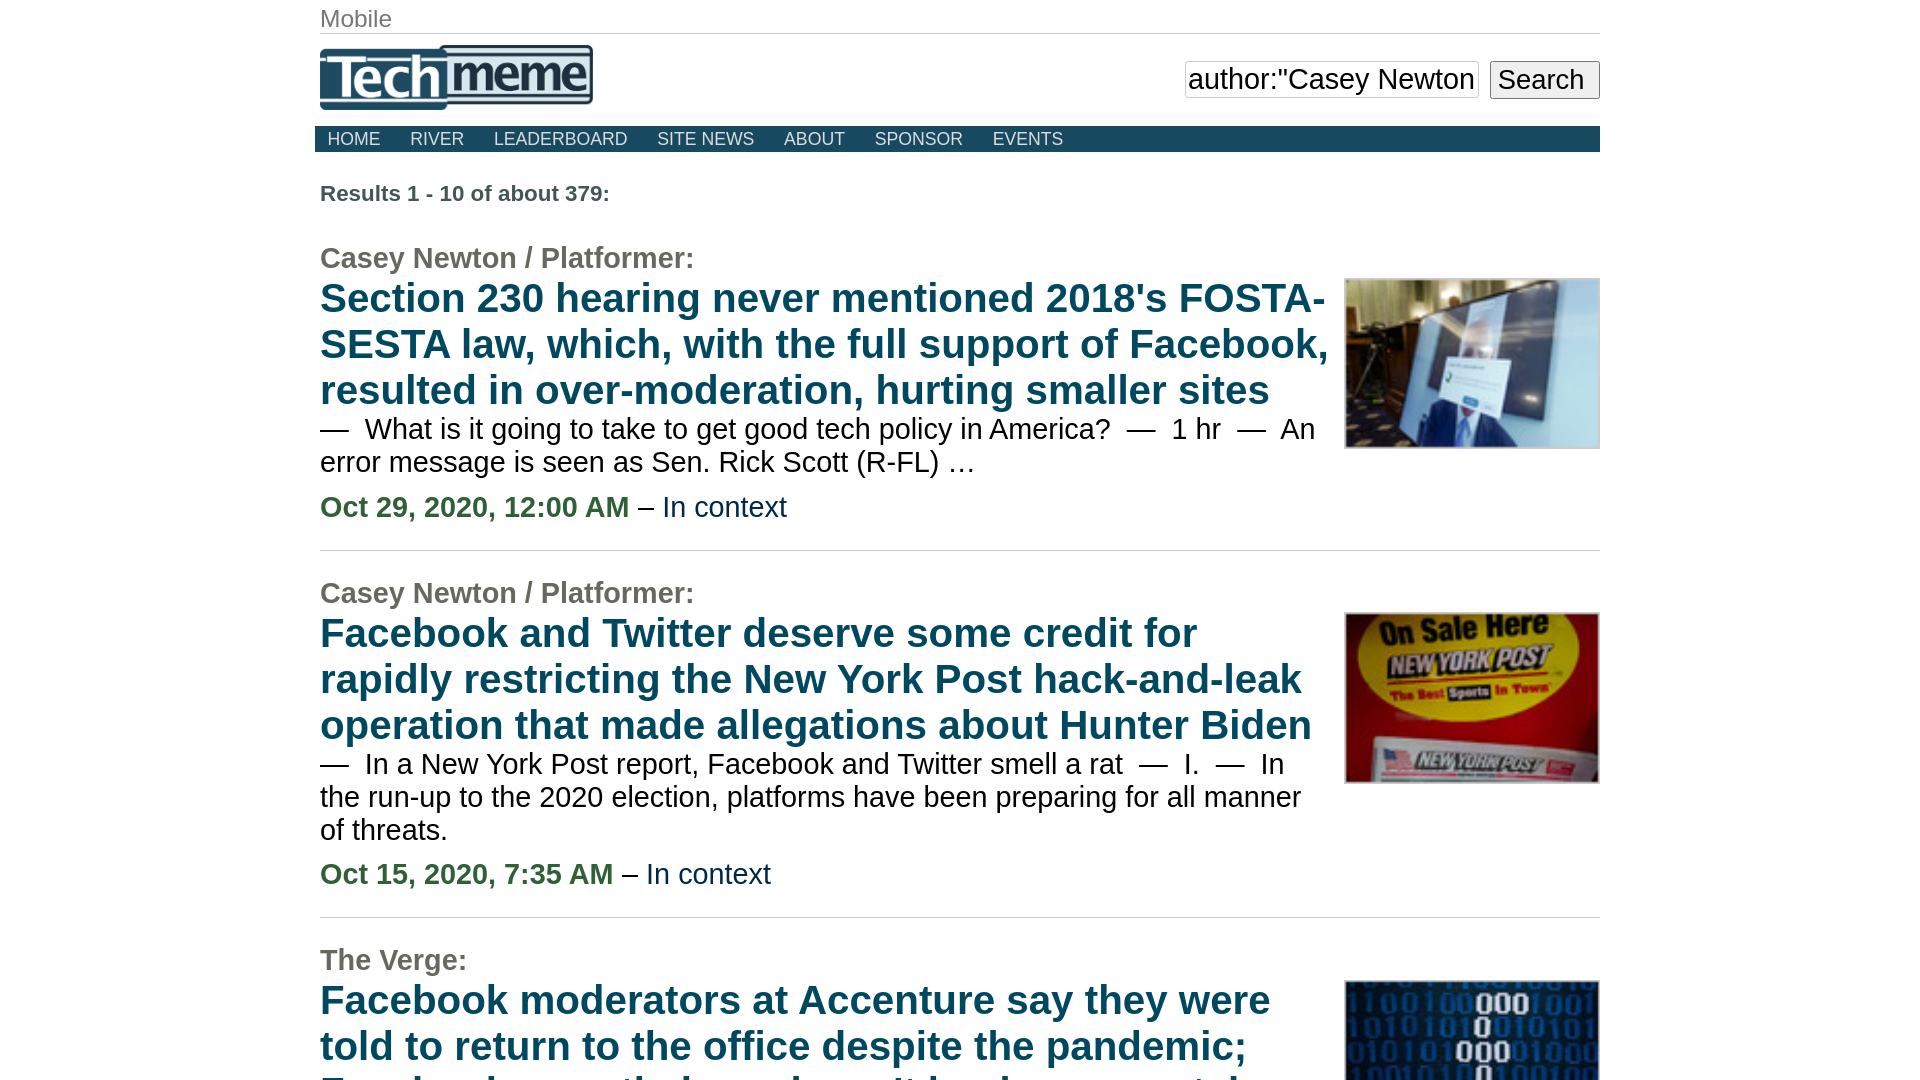 Mobile
Techmeme
author:"Casey Newton
Search
HOME RIVER LEADERBOARD SITE NEWS ABOUT SPONSOR EVENTS
Results 1 - 10 of about 379:
Casey Newton / Platformer:
Section 230 hearing never mentioned 2018's FOSTA-
SESTA law, which, with the full support of Facebook,
resulted in over-moderation, hurting smaller sites
— What is it going to take to get good tech policy in America? — 1 hr — An
error message is seen as Sen. Rick Scott (R-FL) …
Oct 29, 2020, 12:00 AM – In context
Casey Newton / Platformer:
Facebook and Twitter deserve some credit for
rapidly restricting the New York Post hack-and-leak
operation that made allegations about Hunter Biden
— In a New York Post report, Facebook and Twitter smell a rat — I. — In
the run-up to the 2020 election, platforms have been preparing for all manner
of threats.
Oct 15, 2020, 7:35 AM – In context
On Sale Here
NEW YORK POST
The Best Sports In Town
NEW YORK POST
The Verge:
Facebook moderators at Accenture say they were
told to return to the office despite the pandemic;